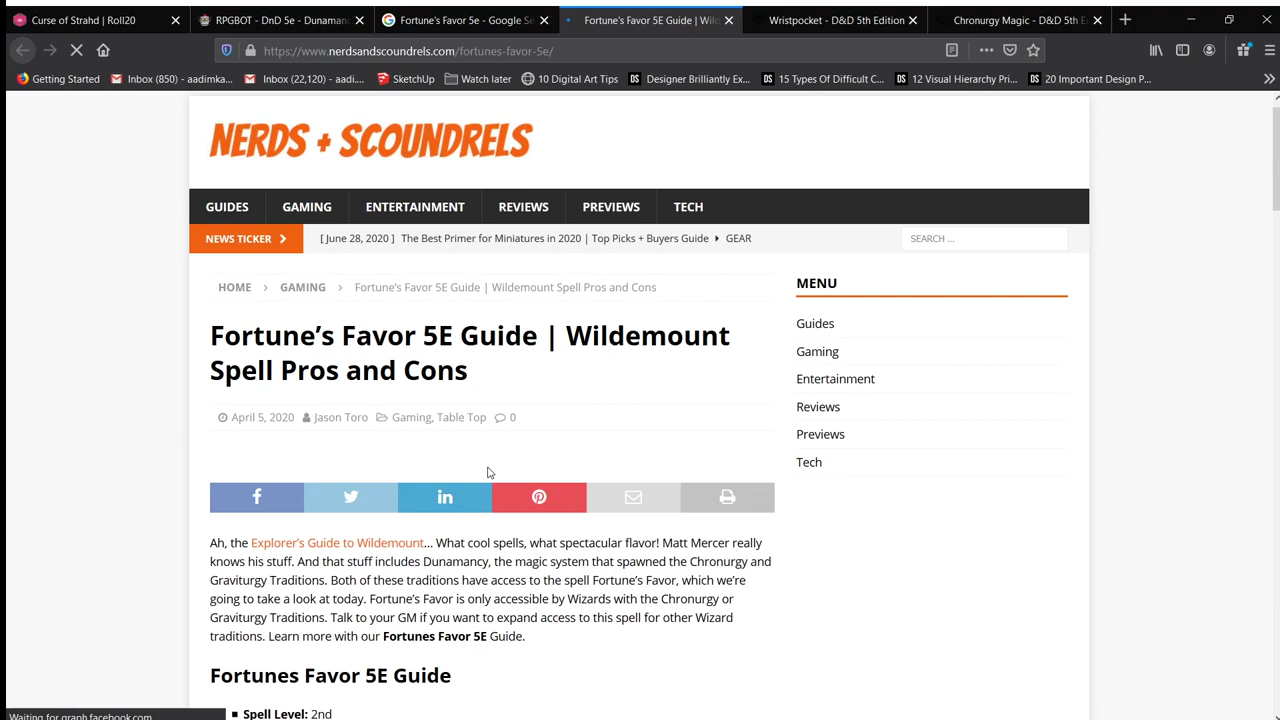 Curse of Strahd | Roll20
RPGBOT - DnD 5e - Dunamanc
Fortune's Favor 5e - Google Se
Fortune's Favor 5E Guide | Wild
Wristpocket - D&D 5th Edition
Chronurgy Magic - D&D 5th E
https://www.nerdsandscoundrels.com/fortunes-favor-5e/
Getting Started
Inbox (850) - aadimka...
Inbox (22,120) - aadi...
SketchUp
Watch later
10 Digital Art Tips
Designer Brilliantly Ex...
15 Types Of Difficult C...
12 Visual Hierarchy Pri...
20 Important Design P...
NERDS + SCOUNDRELS
GUIDES GAMING ENTERTAINMENT REVIEWS PREVIEWS TECH
NEWS TICKER
[ June 28, 2020 ] The Best Primer for Miniatures in 2020 | Top Picks + Buyers Guide GEAR
SEARCH ...
HOME GAMING Fortune's Favor 5E Guide | Wildemount Spell Pros and Cons
Fortune's Favor 5E Guide | Wildemount
Spell Pros and Cons
April 5, 2020 Jason Toro Gaming, Table Top 0
MENU
Guides
Gaming
Entertainment
Reviews
Previews
Tech
Ah, the Explorer's Guide to Wildemount... What cool spells, what spectacular flavor! Matt Mercer really
knows his stuff. And that stuff includes Dunamancy, the magic system that spawned the Chronurgy and
Graviturgy Traditions. Both of these traditions have access to the spell Fortune's Favor, which we're
going to take a look at today. Fortune's Favor is only accessible by Wizards with the Chronurgy or
Graviturgy Traditions. Talk to your GM if you want to expand access to this spell for other Wizard
traditions. Learn more with our Fortunes Favor 5E Guide.
Fortunes Favor 5E Guide
Spell Level: 2nd
Waiting for graph.facebook.com